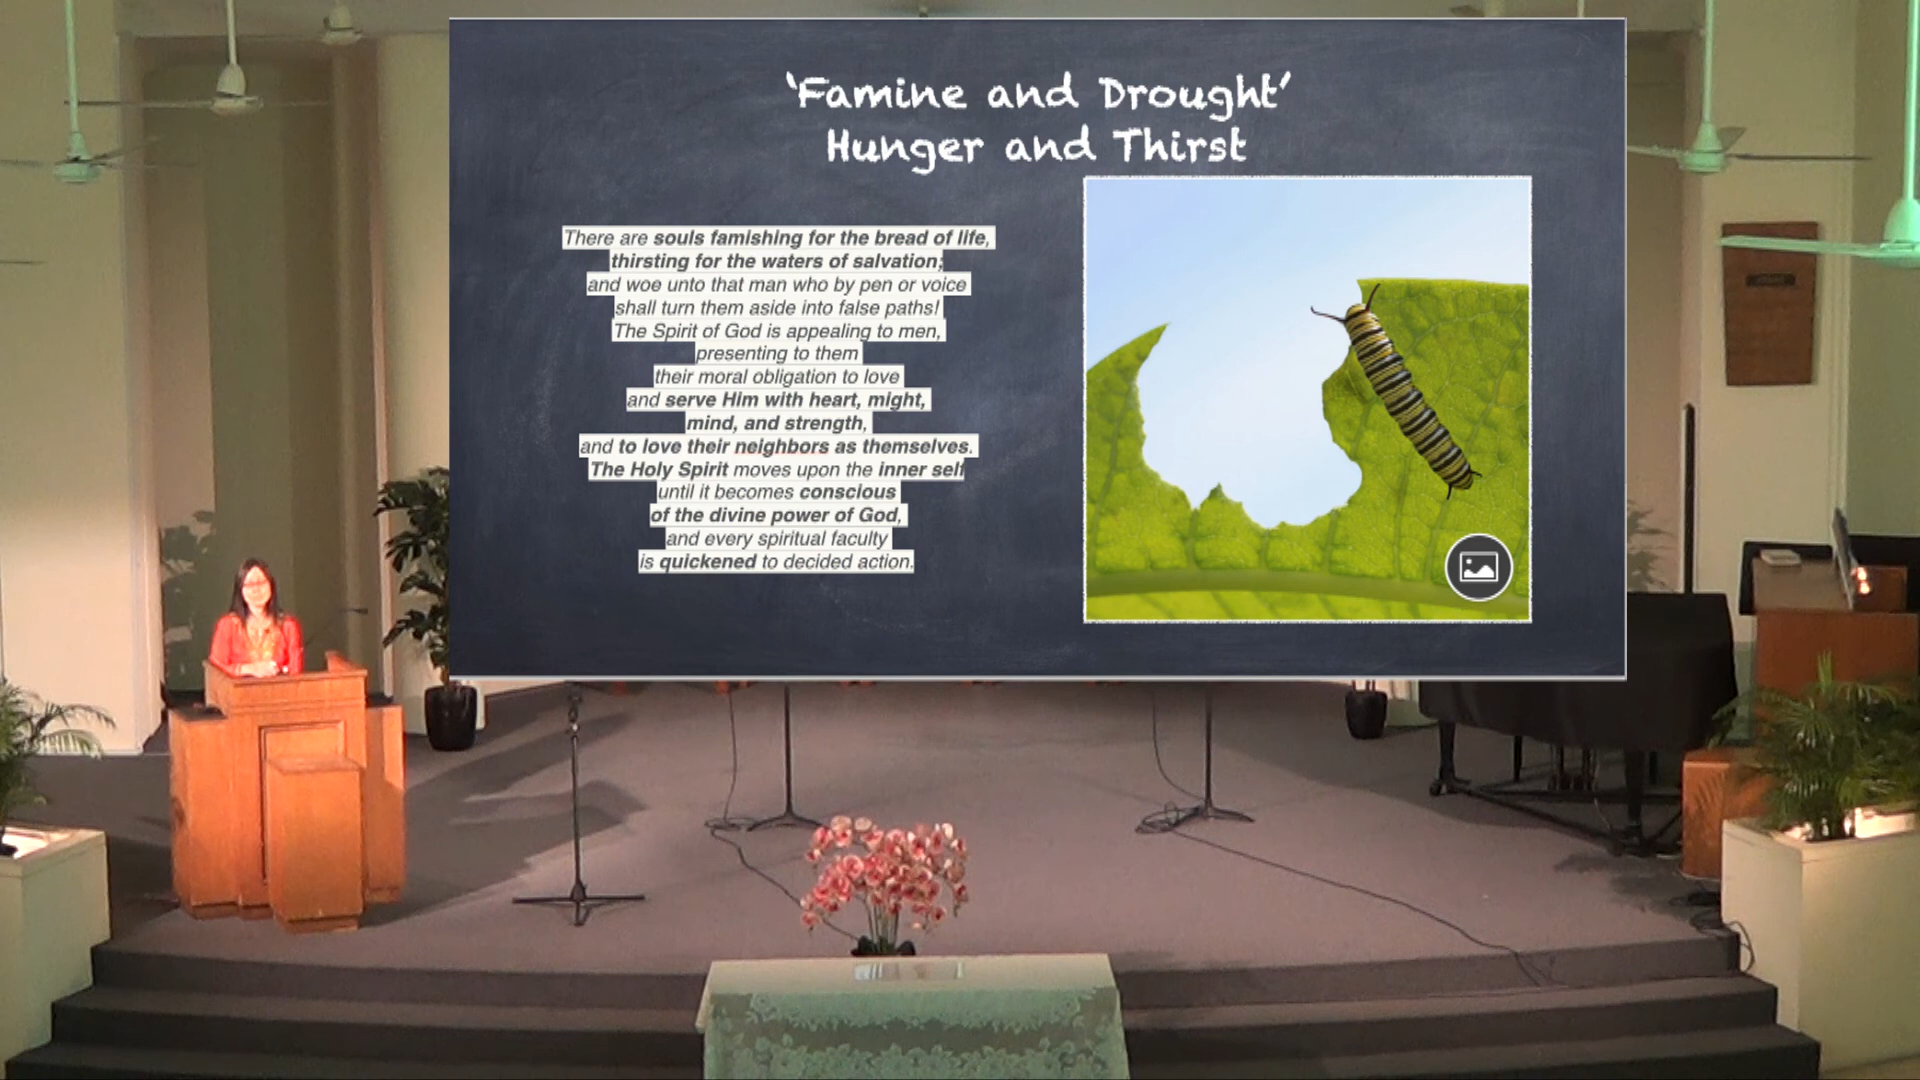 ‘Famine and Drought’
Hunger and Thirst
There are souls famishing for the bread of life,
thirsting for the waters of salvation;
and woe unto that man who by pen or voice
shall turn them aside into false paths!
The Spirit of God is appealing to men,
presenting to them
their moral obligation to love
and serve Him with heart, might,
mind, and strength,
and to love their neighbors as themselves.
The Holy Spirit moves upon the inner self
until it becomes conscious
of the divine power of God,
and every spiritual faculty
is quickened to decided action.